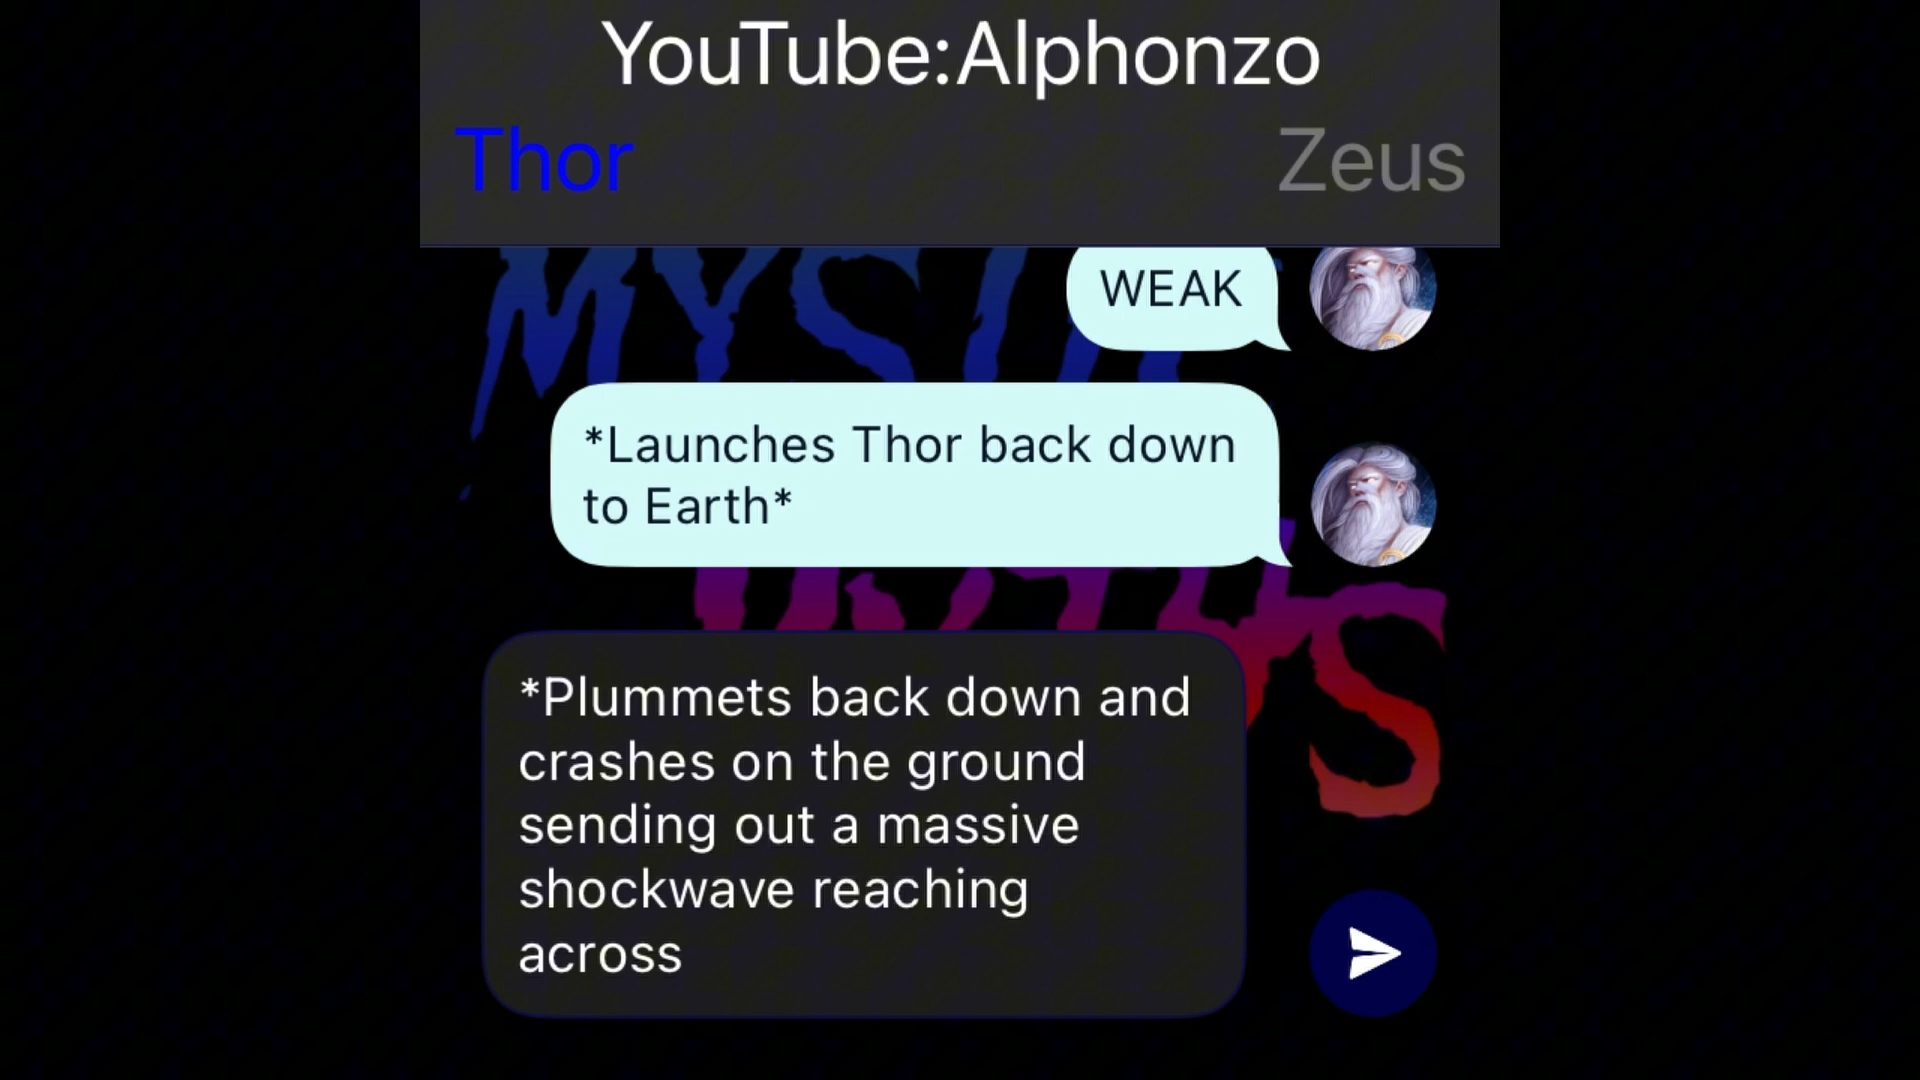 YouTube:Alphonzo
Thor
Zeus
WEAK
*Launches Thor back down
to Earth*
*Plummets back down and
crashes on the ground
sending out a massive
shockwave reaching
across